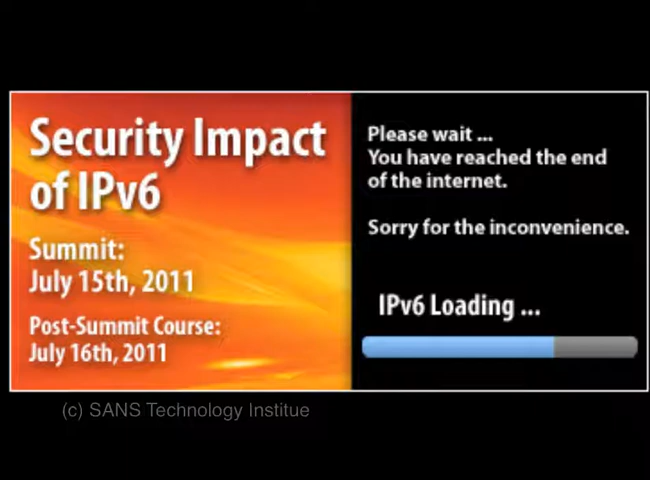 Security Impact
of IPv6
Summit:
July 15th, 2011
Post-Summit Course:
July 16th, 2011
Please wait ...
You have reached the end
of the internet.
Sorry for the inconvenience.
IPv6 Loading ...
(c) SANS Technology Institue